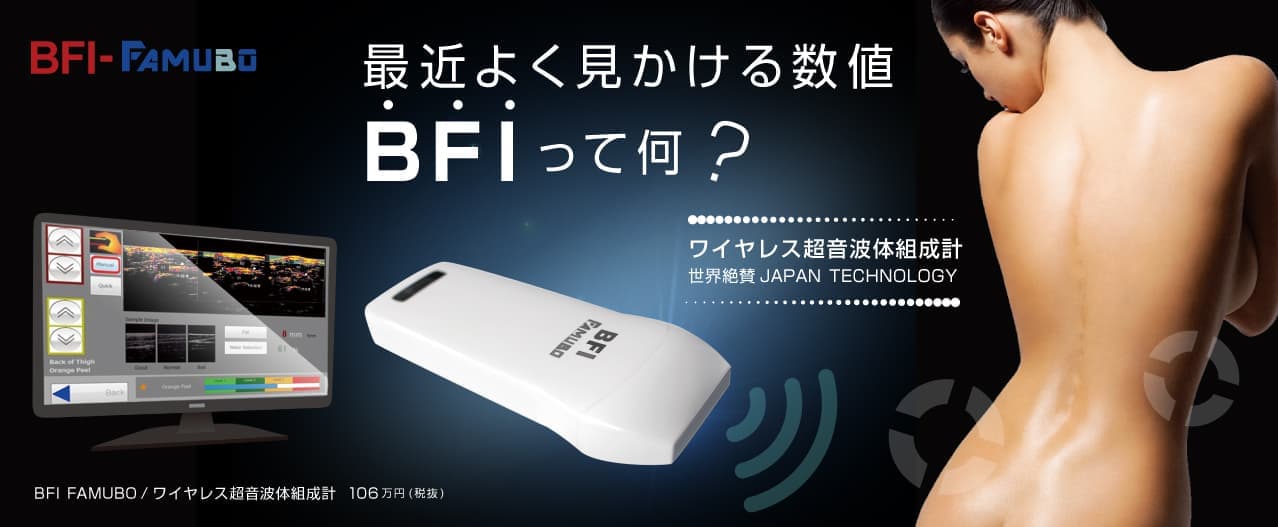 BFI-FAMUBO
最近よく見かける数値
BFIって何?
ワイヤレス超音波体組成計
世界絶賛 JAPAN TECHNOLOGY
BFI
FAMUBO
Manual
Quick
Sample Image
Fat
Good Normal Bad
mm
Back of Thigh
Orange Peel
Back
Orange Peel
BFI FAMUBO / ワイヤレス超音波体組成計 106万円(税抜)